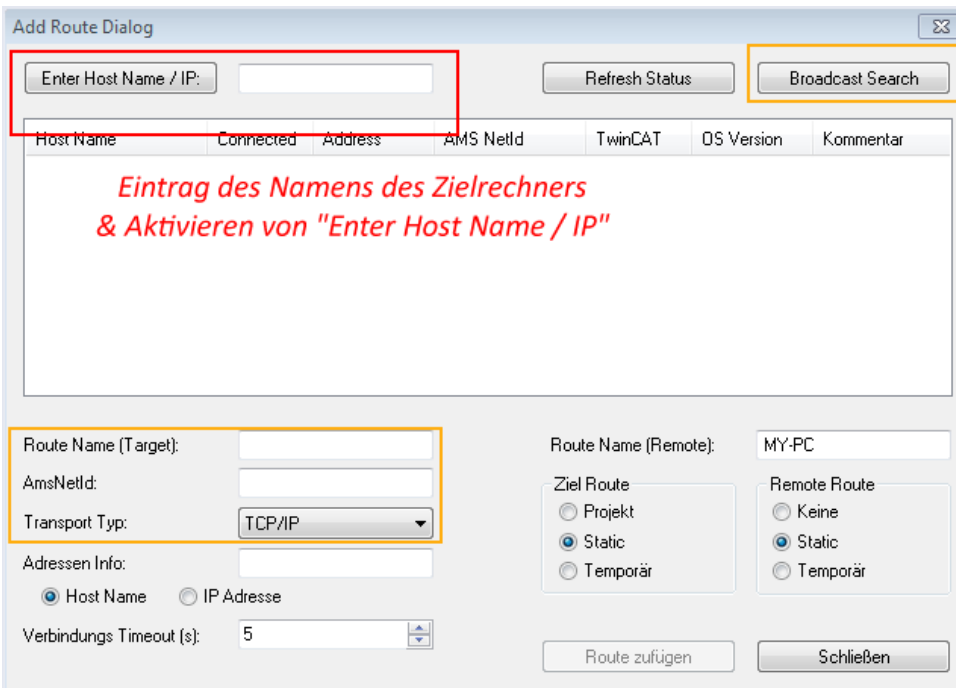 Add Route Dialog
Enter Host Name / IP: Refresh Status Broadcast Search
Host Name Connected Address AMS NetId TwinCAT OS Version Kommentar
Eintrag des Namens des Zielrechners
& Aktivieren von "Enter Host Name / IP"
Route Name (Target): Route Name (Remote): MY-PC
AmsNetId: Ziel Route Remote Route
Projekt Keine
Transport Typ: TCP/IP
Static Static
Adressen Info:
Temporär Temporär
Host Name IP Adresse
Verbindungs Timeout (s): 5
Route zufügen Schließen